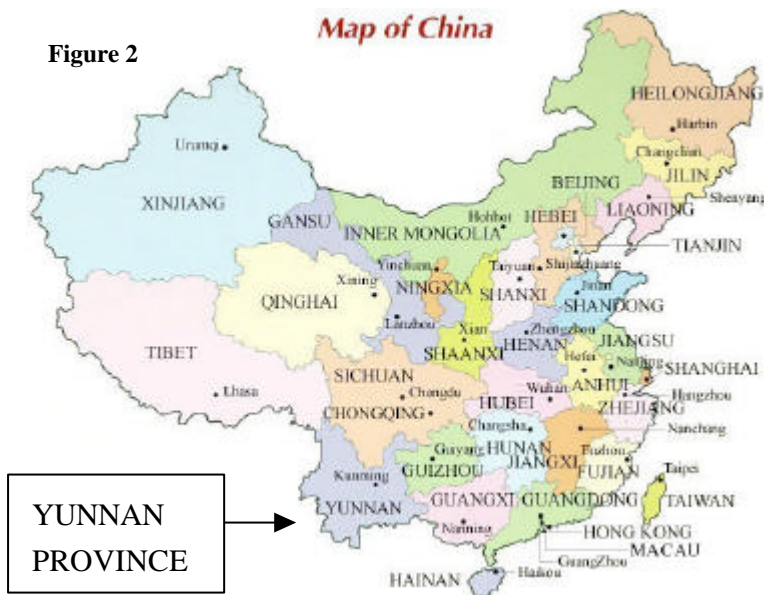 Map of China
Figure 2
HEILONGJIANG
Harbin
Urumqi
Changchun
JILIN
BEIJING
XINJIANG
LIAONING
Shenyang
GANSU
Hohhot
HEBEI
INNER MONGOLIA
TIANJIN
Yinchuan
Taiyuan
Shijiazhuang
Xining
NINGXIA
Jinan
QINGHAI
SHANXI
SHANDONG
Lanzhou
Xian
Zhengzhou
JIANGSU
TIBET
SHAANXI
HENAN
Hefei
Nanjing
SHANGHAI
SICHUAN
Lhasa
Chengdu
Wuhan
ANHUI
Hangzhou
HUBEI
CHONGQING
ZHEJIANG
Changsha
Nanchang
Guiyang
HUNAN
Fuzhou
GUIZHOU
JIANGXI
Taipei
Kunming
FUJIAN
YUNNAN
GUANGXI
GUANGDONG
TAIWAN
YUNNAN
PROVINCE
Nanning
HONG KONG
MACAU
GuangZhou
HAINAN
Haikou